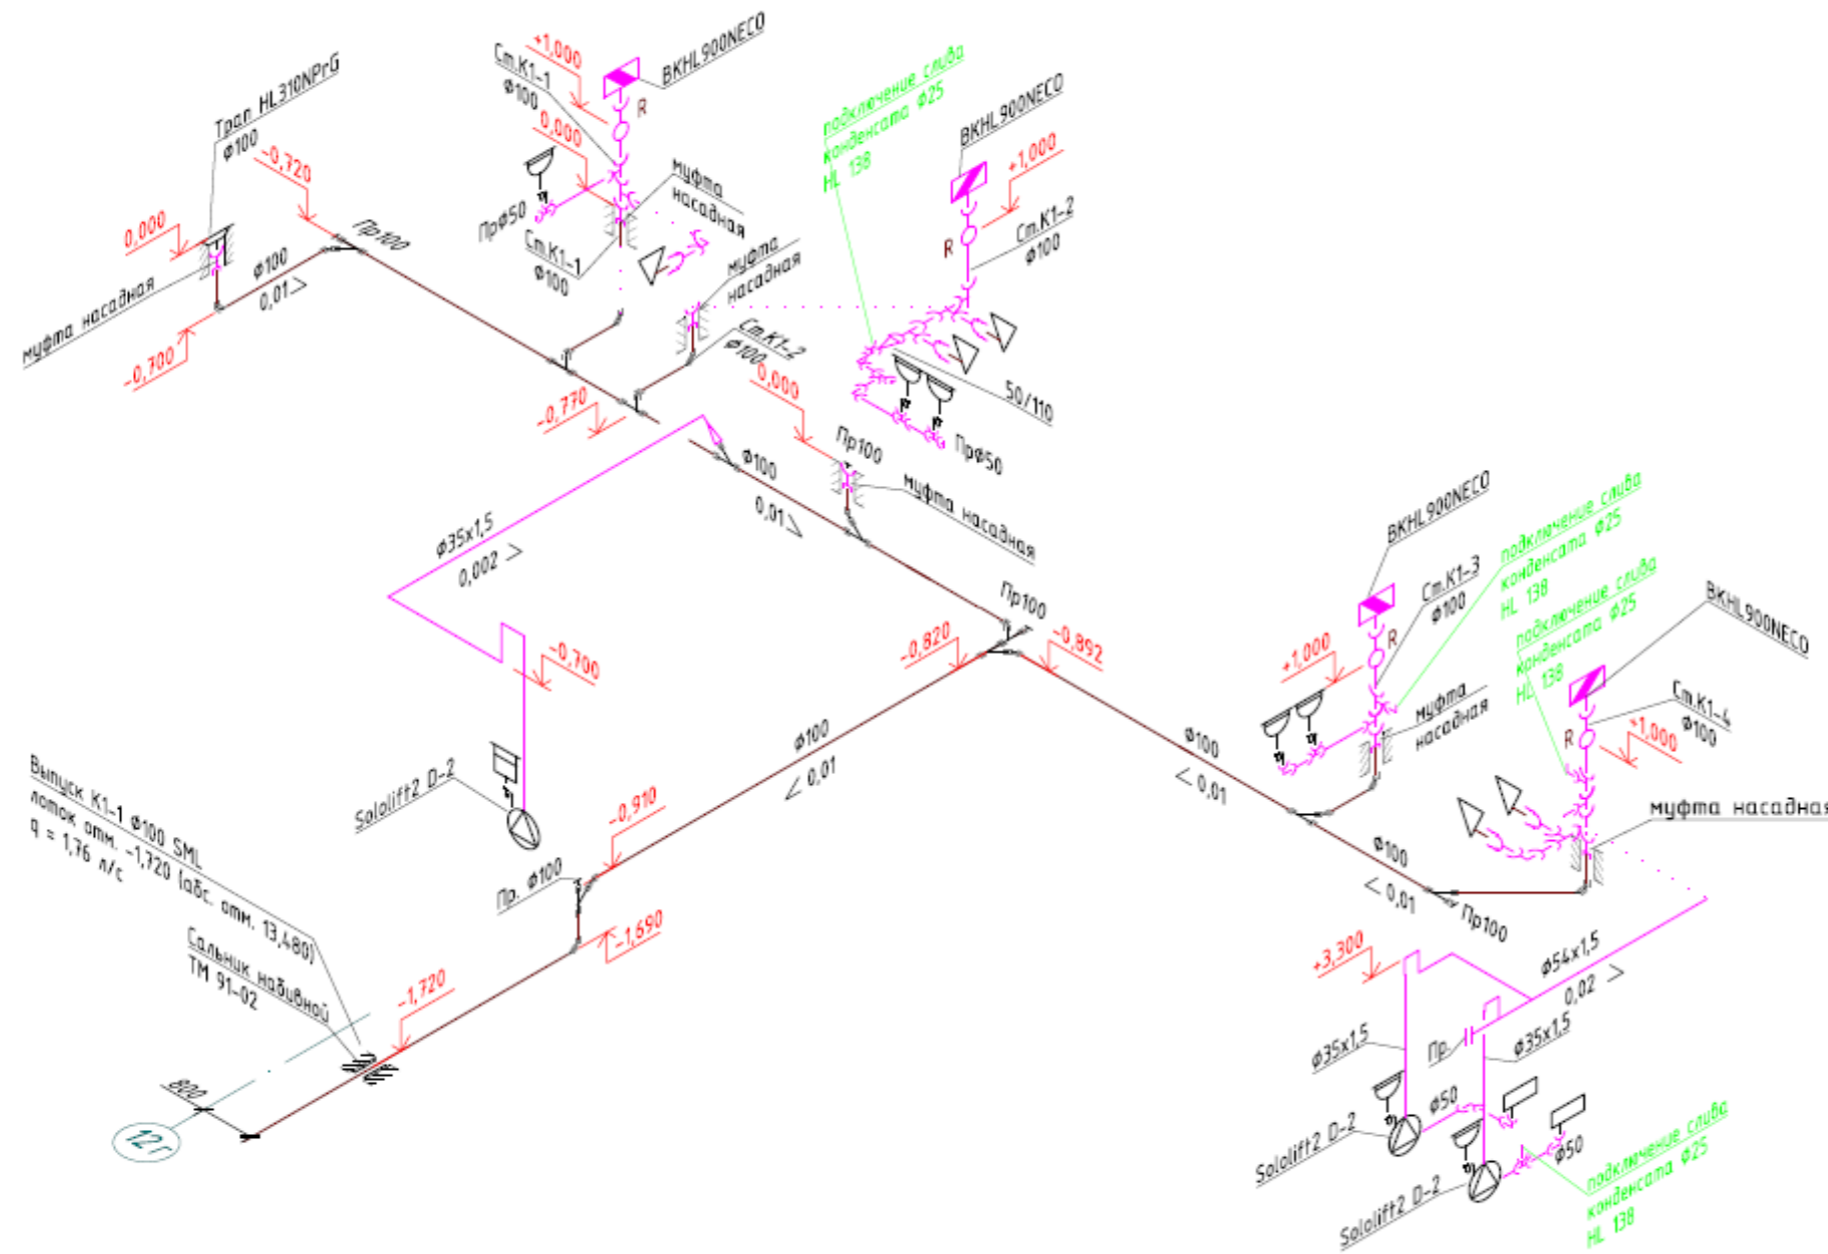 Трап HL310NPrG
ф100
-0,720
0,000
муфта насадная
-0,700
ф100
0,01
Пр100
+1,000
Ст.К1-1
ф100
0,000
BKHL900NECO
R
муфта
насадная
Прф50
Ст.К1-1
ф100
муфта
насадная
Ст.К1-2
ф100
подключение слива
конденсата ф25
HL 138
BKHL900NECO
+1,000
R
Ст.К1-2
ф100
50/110
Прф50
-0,770
0,000
Пр100
муфта насадная
ф100
0,01
ф35х1,5
0,002
-0,700
Sololift2 D-2
Пр100
-0,820
-0,892
ф100
0,01
ф100
0,01
BKHL900NECO
подключение слива
конденсата ф25
HL 138
Ст.К1-3
ф100
R
+1,000
муфта
насадная
подключение слива
конденсата ф25
HL 138
BKHL900NECO
Ст.К1-4
ф100
R
+1,000
муфта насадная
ф100
0,01
Пр100
-0,910
Пр. ф100
-1,690
Выпуск К1-1 ф100 SML
лоток отм. -1,720 (абс. отм. 13,480)
q = 1,76 л/с
Сальник набивной
ТМ 91-02
-1,720
800
12г
+3,300
ф54х1,5
0,02
ф35х1,5
Пр.
ф35х1,5
ф50
Sololift2 D-2
ф50
Sololift2 D-2
подключение слива
конденсата ф25
HL 138